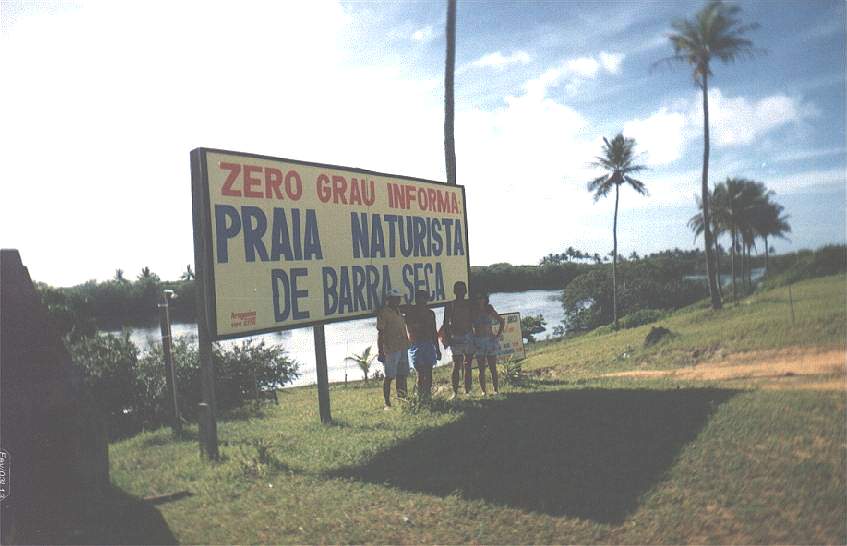 ZERO GRAU INFORMA:
PRAIA NATURISTA
DE BARRA SECA